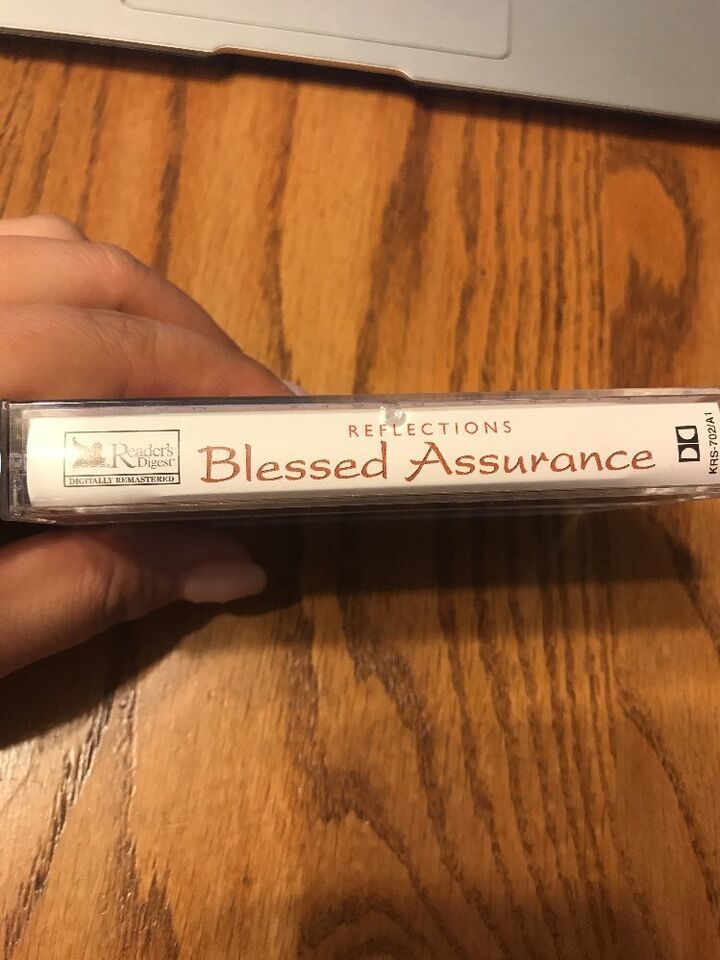 Reader's
Digest
DIGITALLY REMASTERED
REFLECTIONS
Blessed Assurance
KRS-702/A1